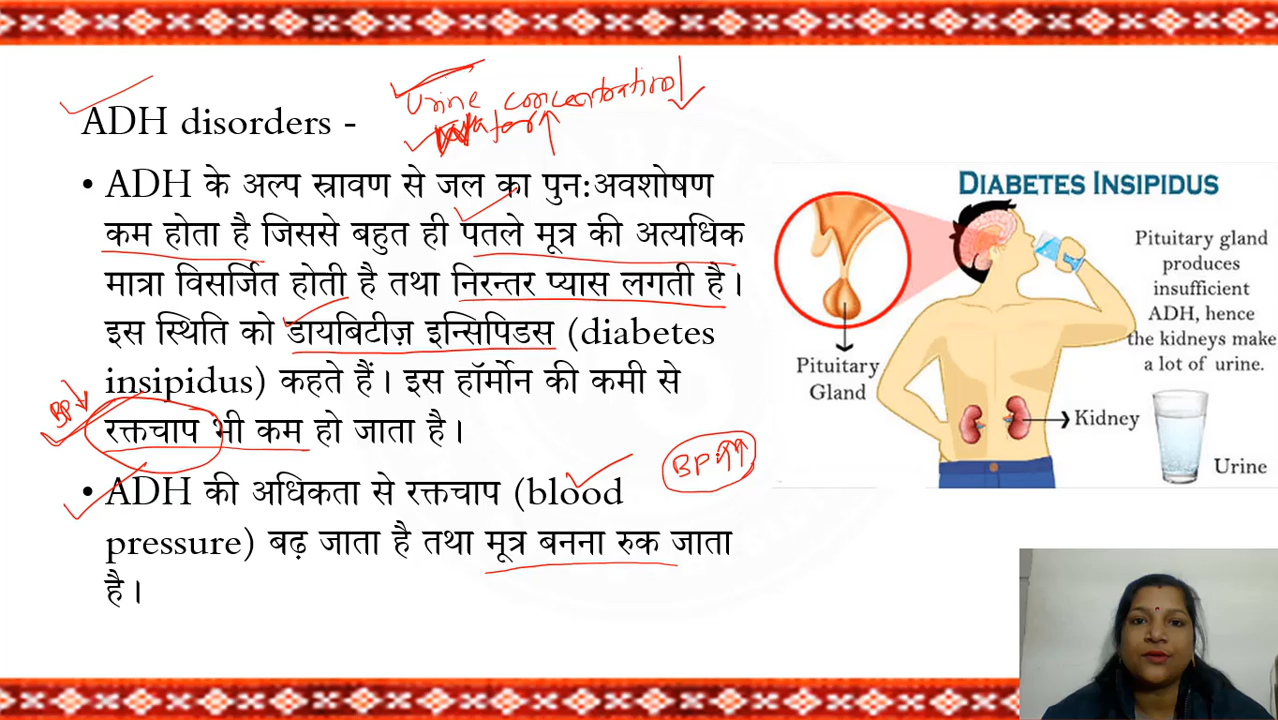 Urine concentration ↓
water ↑
ADH disorders -
• ADH के अल्प स्रावण से जल का पुन:अवशोषण
कम होता है जिससे बहुत ही पतले मूत्र की अत्यधिक
मात्रा विसर्जित होती है तथा निरन्तर प्यास लगती है।
इस स्थिति को डायबिटीज़ इन्सिपिडस (diabetes
insipidus) कहते हैं। इस हॉर्मोन की कमी से
BP↓
रक्तचाप भी कम हो जाता है।
BP↑↑
• ADH की अधिकता से रक्तचाप (blood
pressure) बढ़ जाता है तथा मूत्र बनना रुक जाता
है।
DIABETES INSIPIDUS
Pituitary gland
produces
insufficient
ADH, hence
the kidneys make
a lot of urine.
Pituitary
Gland
Kidney
Urine